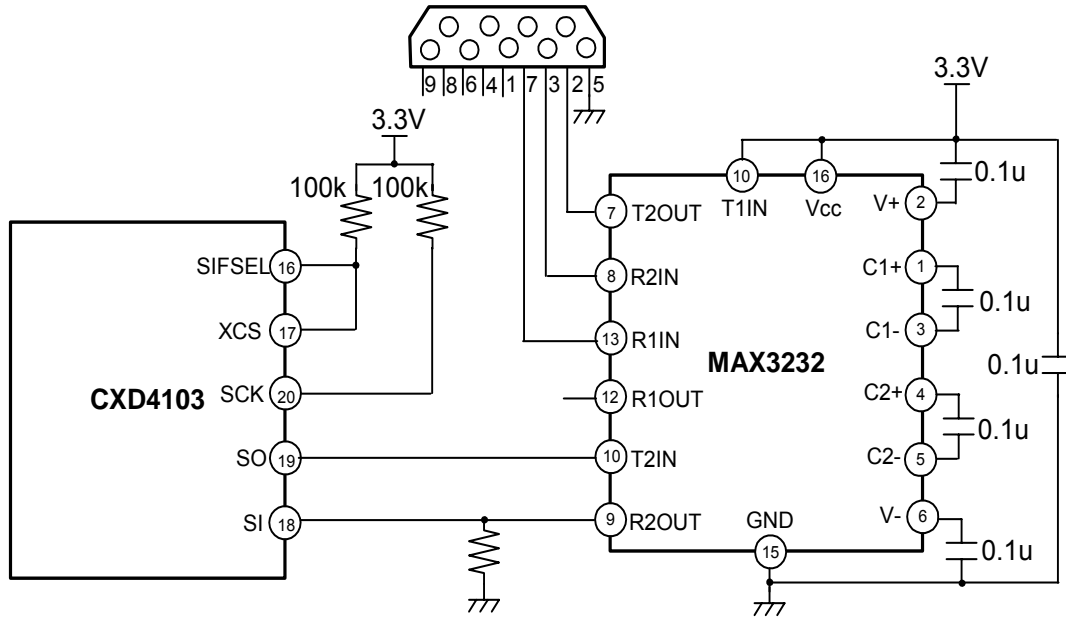 9 8 6 4 1 7 3 2 5
3.3V
100k 100k
CXD4103
SIFSEL 16
XCS 17
SCK 20
SO 19
SI 18
3.3V
10 16
T1IN Vcc
MAX3232
7 T2OUT
8 R2IN
13 R1IN
12 R1OUT
10 T2IN
9 R2OUT
GND
15
V+ 2
C1+ 1
C1- 3
C2+ 4
C2- 5
V- 6
0.1u
0.1u
0.1u
0.1u
0.1u